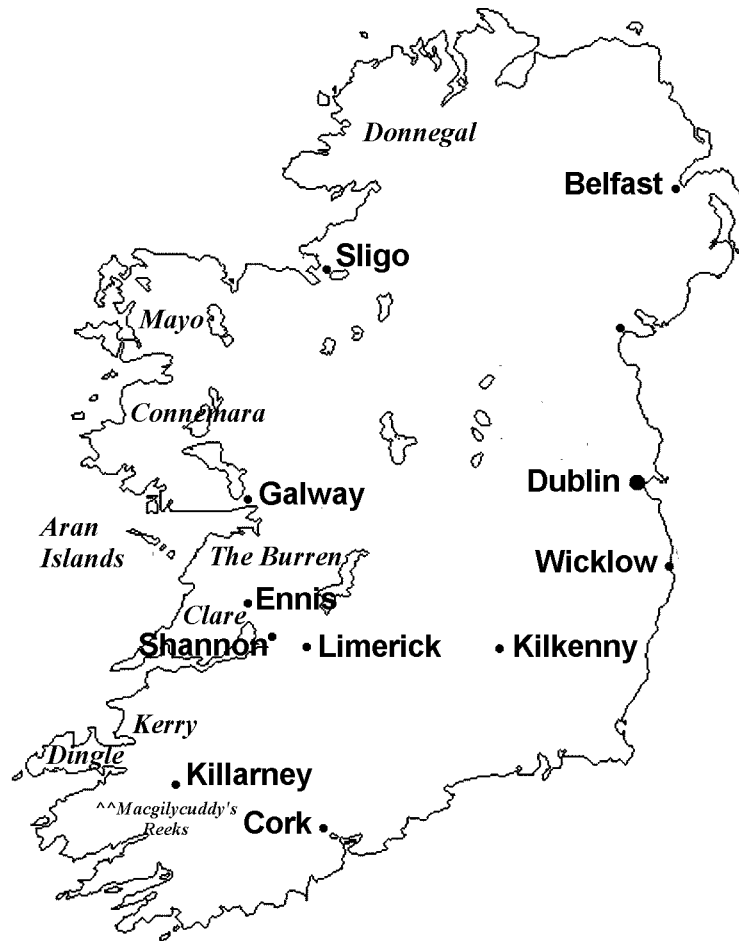 Donnegal
Belfast
Sligo
Mayo
Connemara
Dublin
Galway
Aran
Islands
The Burren
Wicklow
Ennis
Clare
Shannon
Limerick
Kilkenny
Kerry
Dingle
Killarney
^^Macgilycuddy's
Reeks
Cork